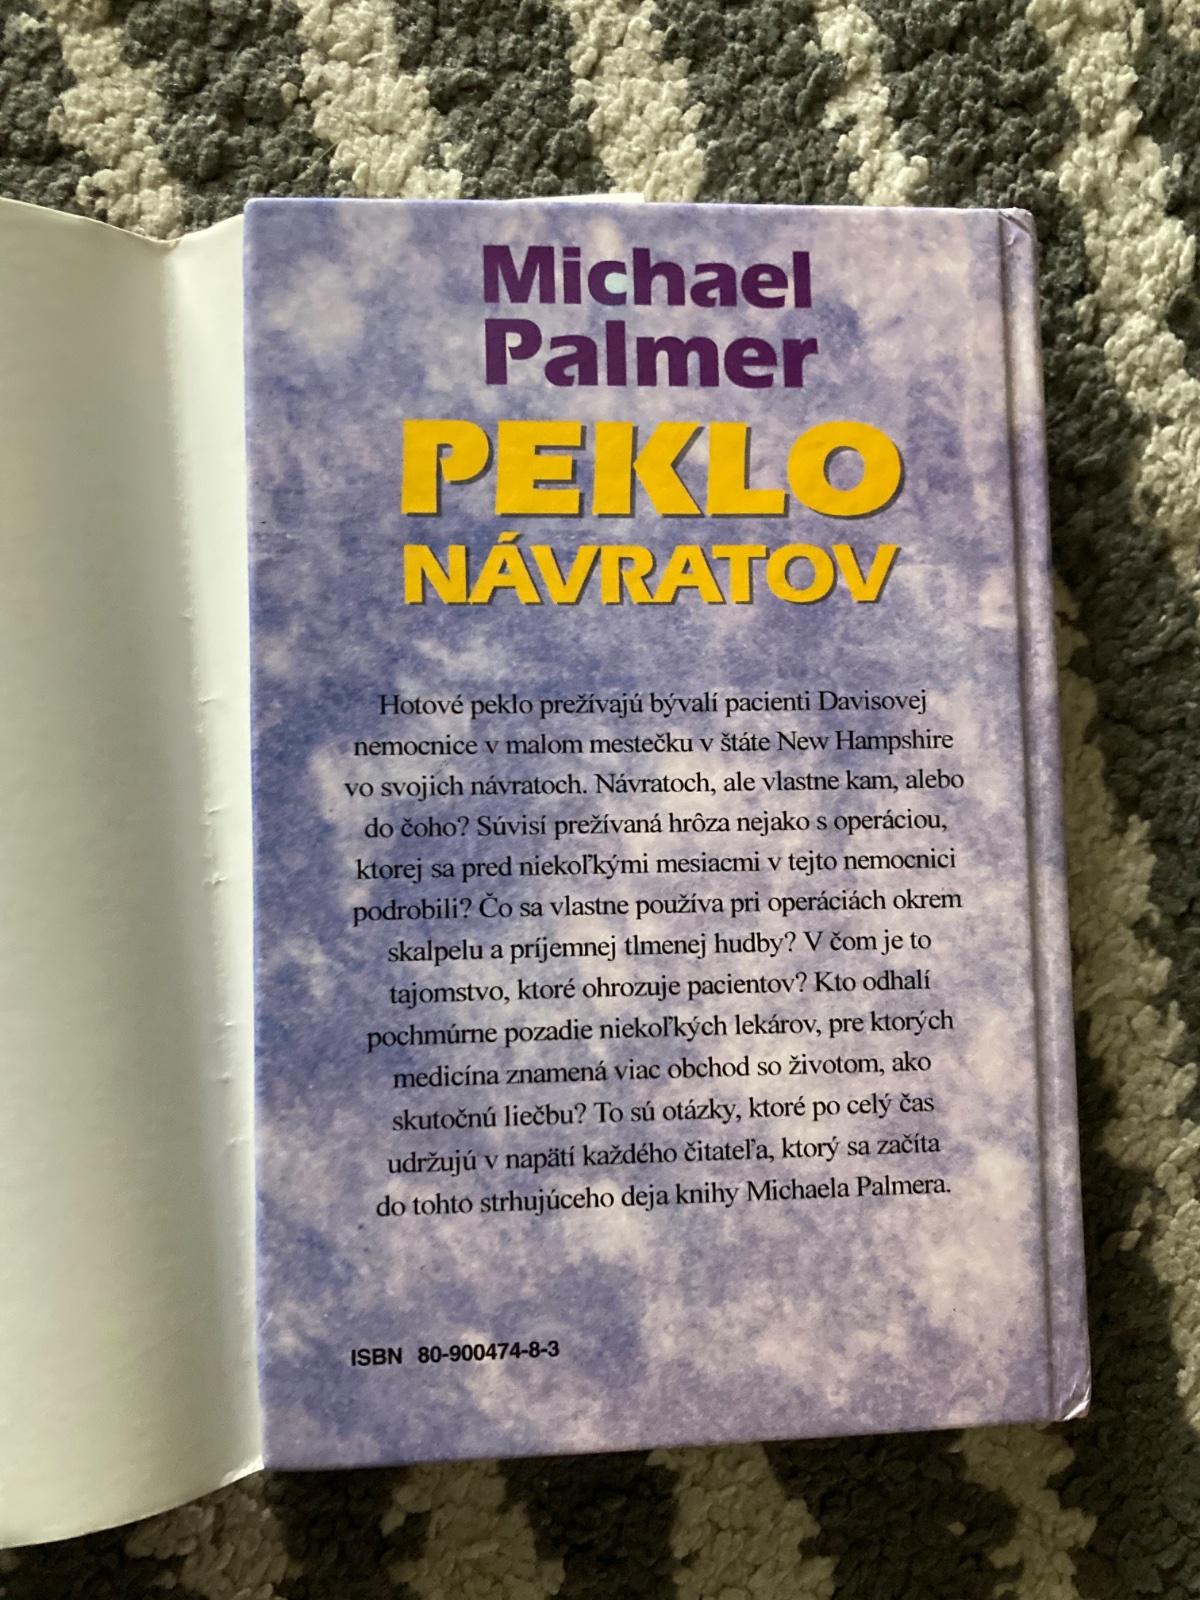 Michael
Palmer
PEKLO
NÁVRATOV
Hotové peklo prežívajú bývalí pacienti Davisovej
nemocnice v malom mestečku v štáte New Hampshire
vo svojich návratoch. Návratoch, ale vlastne kam, alebo
do čoho? Súvisí prežívaná hrôza nejako s operáciou,
ktorej sa pred niekoľkými mesiacmi v tejto nemocnici
podrobili? Čo sa vlastne používa pri operáciách okrem
skalpelu a príjemnej tlmenej hudby? V čom je to
tajomstvo, ktoré ohrozuje pacientov? Kto odhalí
pochmúrne pozadie niekoľkých lekárov, pre ktorých
medicína znamená viac obchod so životom, ako
skutočnú liečbu? To sú otázky, ktoré po celý čas
udržujú v napätí každého čitateľa, ktorý sa začíta
do tohto strhujúceho deja knihy Michaela Palmera.
ISBN 80-900474-8-3